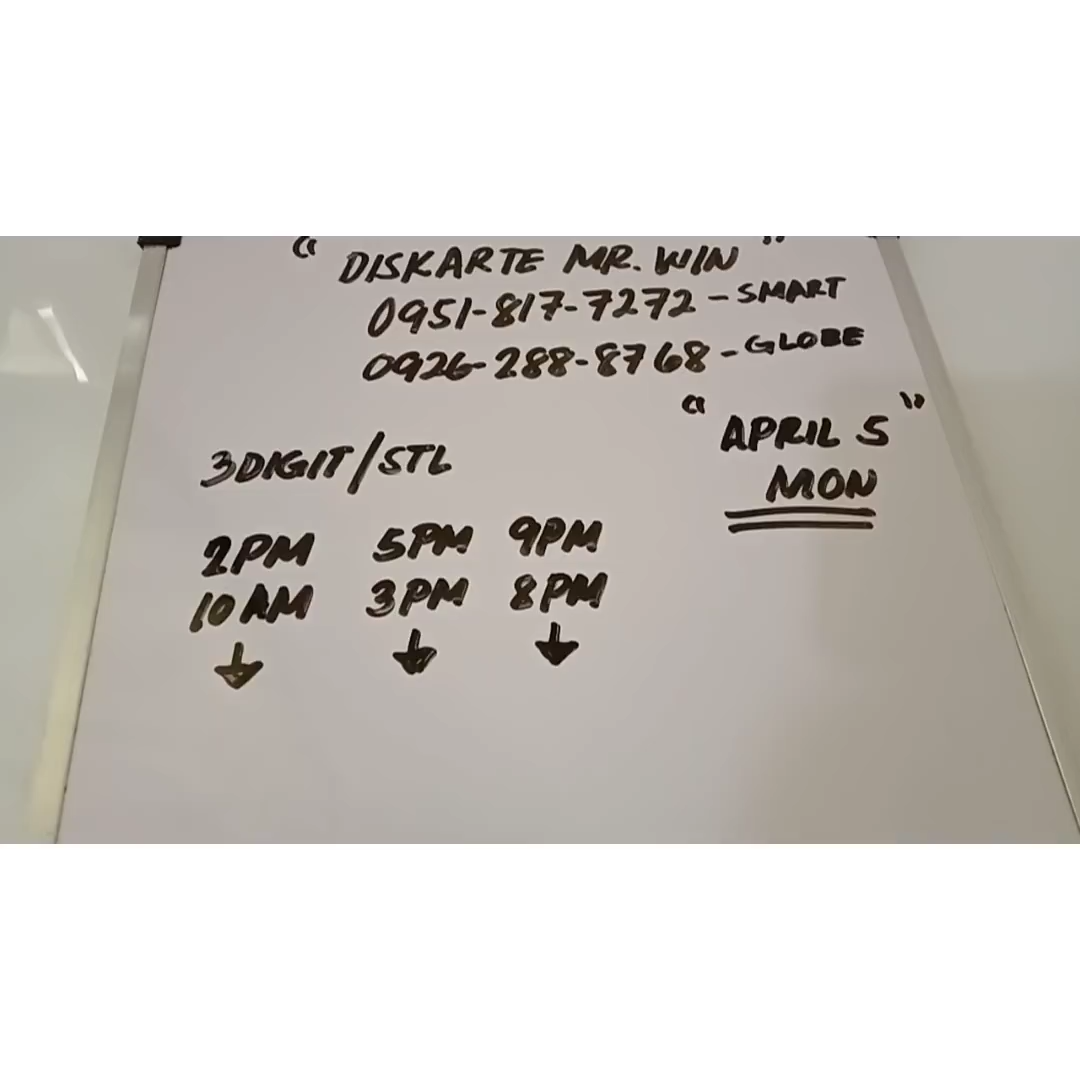 "DISKARTE MR. WIN"
0951-817-7272 - SMART
0926-288-8768 - GLOBE
"APRIL 5"
MON
3DIGIT/STL
2PM 5PM 9PM
10AM 3PM 8PM